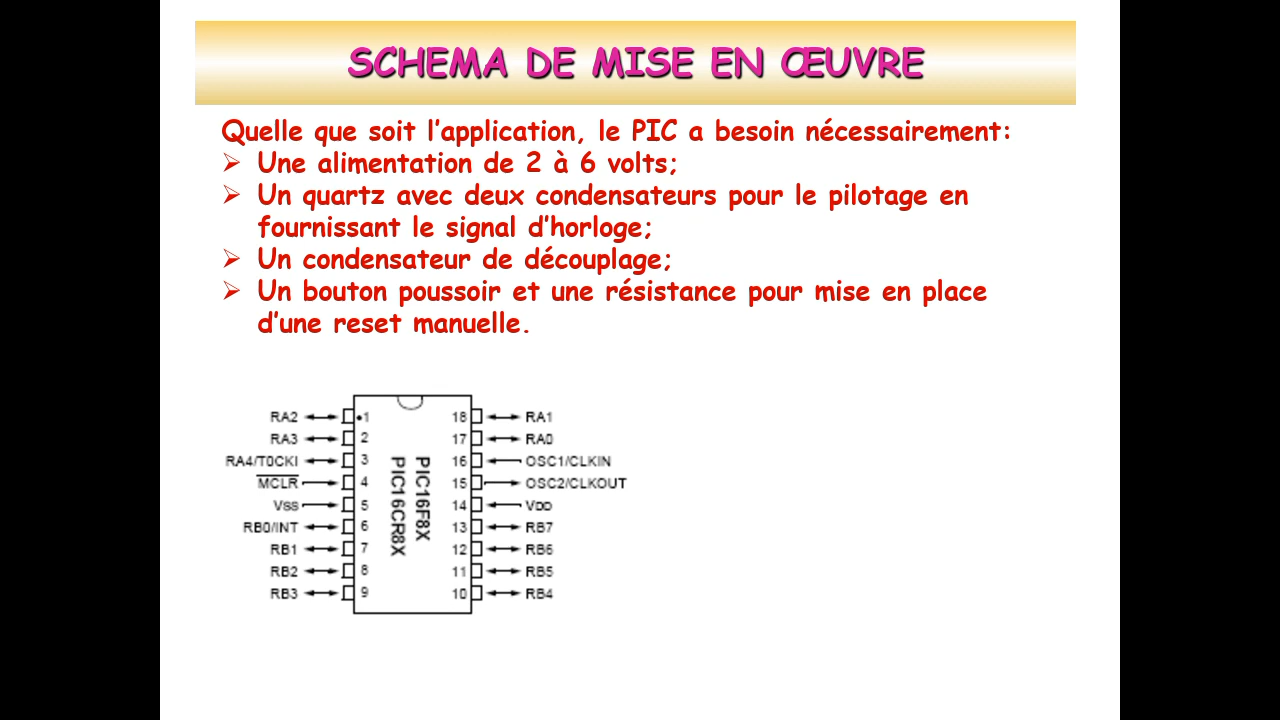 SCHEMA DE MISE EN ŒUVRE
Quelle que soit l'application, le PIC a besoin nécessairement:
➢ Une alimentation de 2 à 6 volts;
➢ Un quartz avec deux condensateurs pour le pilotage en
fournissant le signal d'horloge;
➢ Un condensateur de découplage;
➢ Un bouton poussoir et une résistance pour mise en place
d'une reset manuelle.
RA2 1 18 RA1
RA3 2 17 RA0
RA4/T0CKI 3 16 OSC1/CLKIN
MCLR 4 15 OSC2/CLKOUT
VSS 5 14 VDD
RB0/INT 6 13 RB7
RB1 7 12 RB6
RB2 8 11 RB5
RB3 9 10 RB4
PIC16F8X
PIC16CR8X